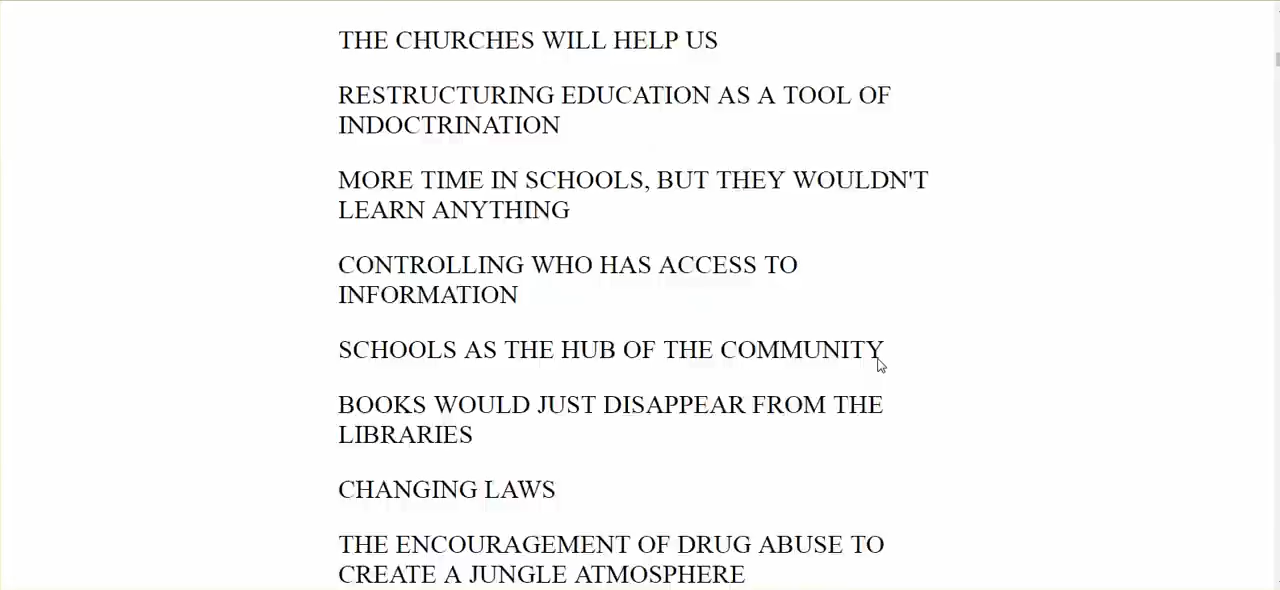 THE CHURCHES WILL HELP US
RESTRUCTURING EDUCATION AS A TOOL OF
INDOCTRINATION
MORE TIME IN SCHOOLS, BUT THEY WOULDN'T
LEARN ANYTHING
CONTROLLING WHO HAS ACCESS TO
INFORMATION
SCHOOLS AS THE HUB OF THE COMMUNITY
BOOKS WOULD JUST DISAPPEAR FROM THE
LIBRARIES
CHANGING LAWS
THE ENCOURAGEMENT OF DRUG ABUSE TO
CREATE A JUNGLE ATMOSPHERE